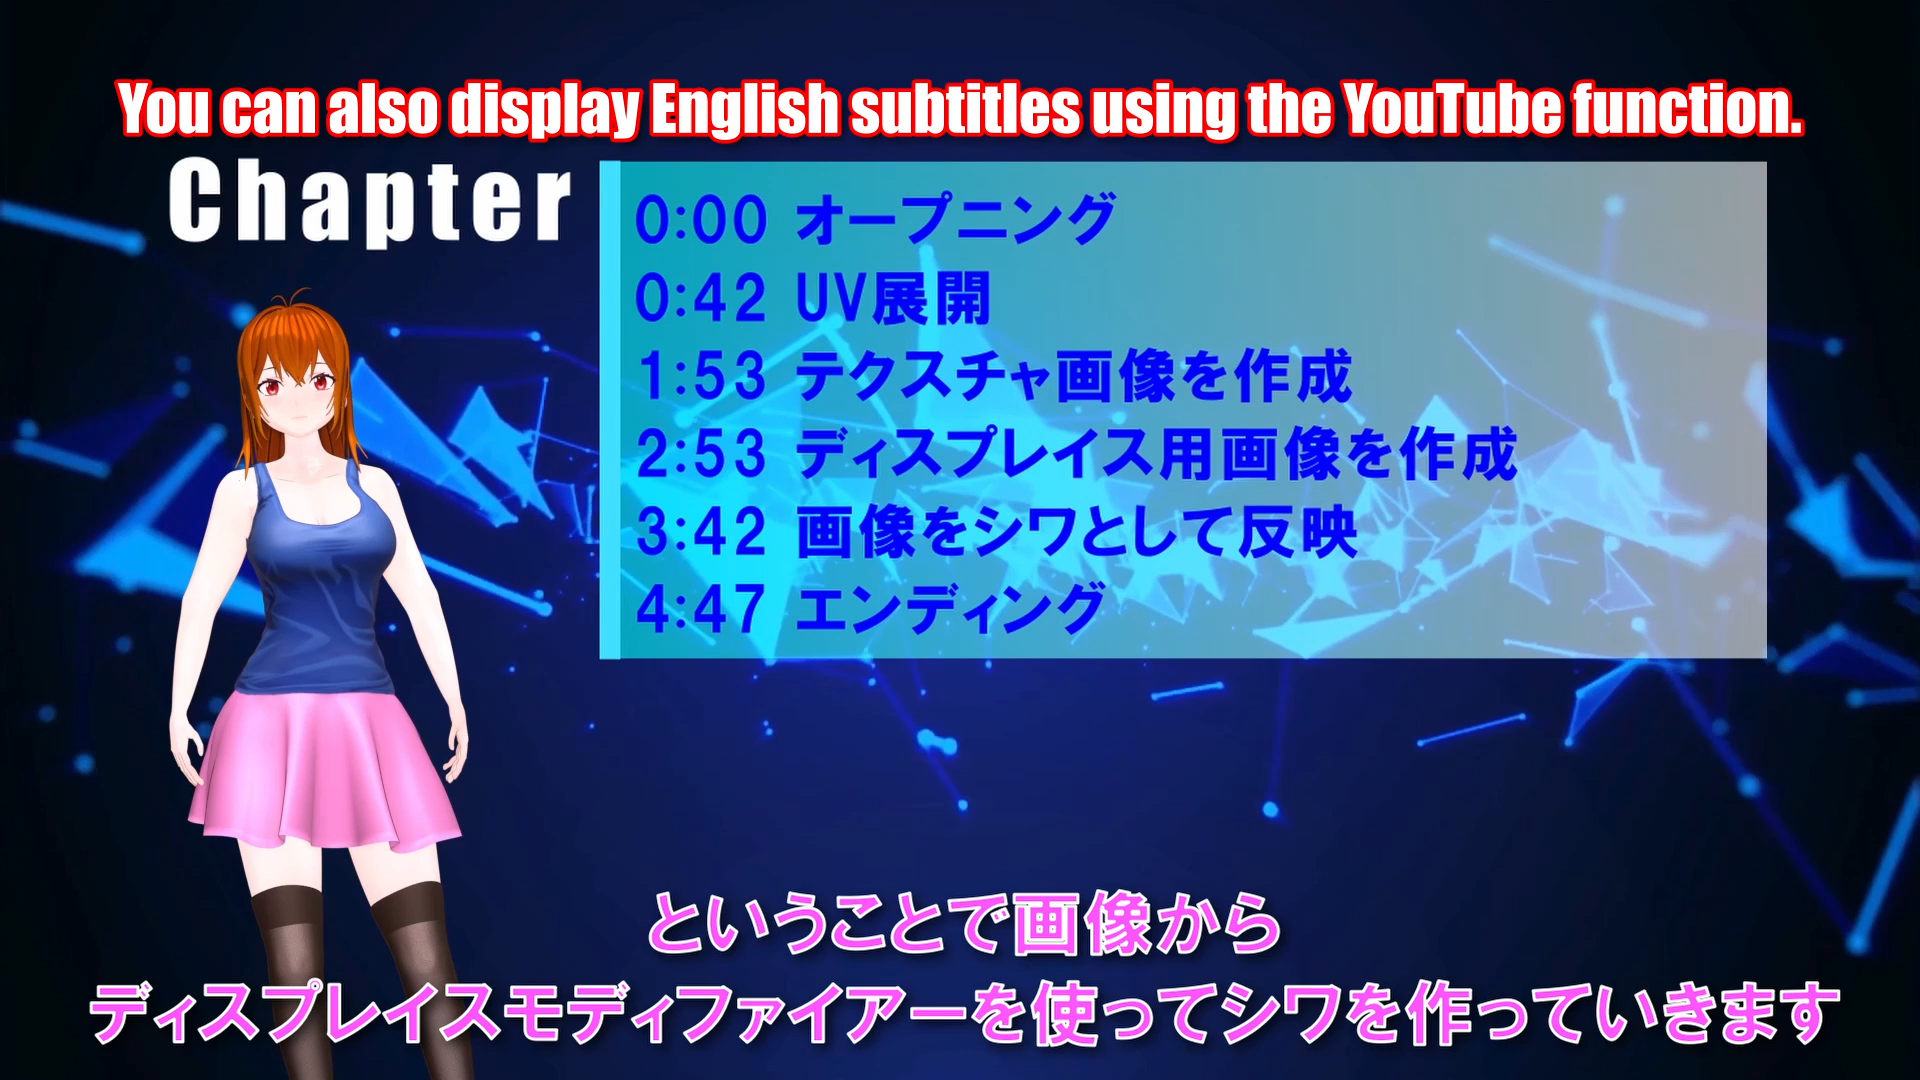 You can also display English subtitles using the YouTube function.
Chapter
0:00 オープニング
0:42 UV展開
1:53 テクスチャ画像を作成
2:53 ディスプレイス用画像を作成
3:42 画像をシワとして反映
4:47 エンディング
ということで画像から
ディスプレイスモディファイアーを使ってシワを作っていきます